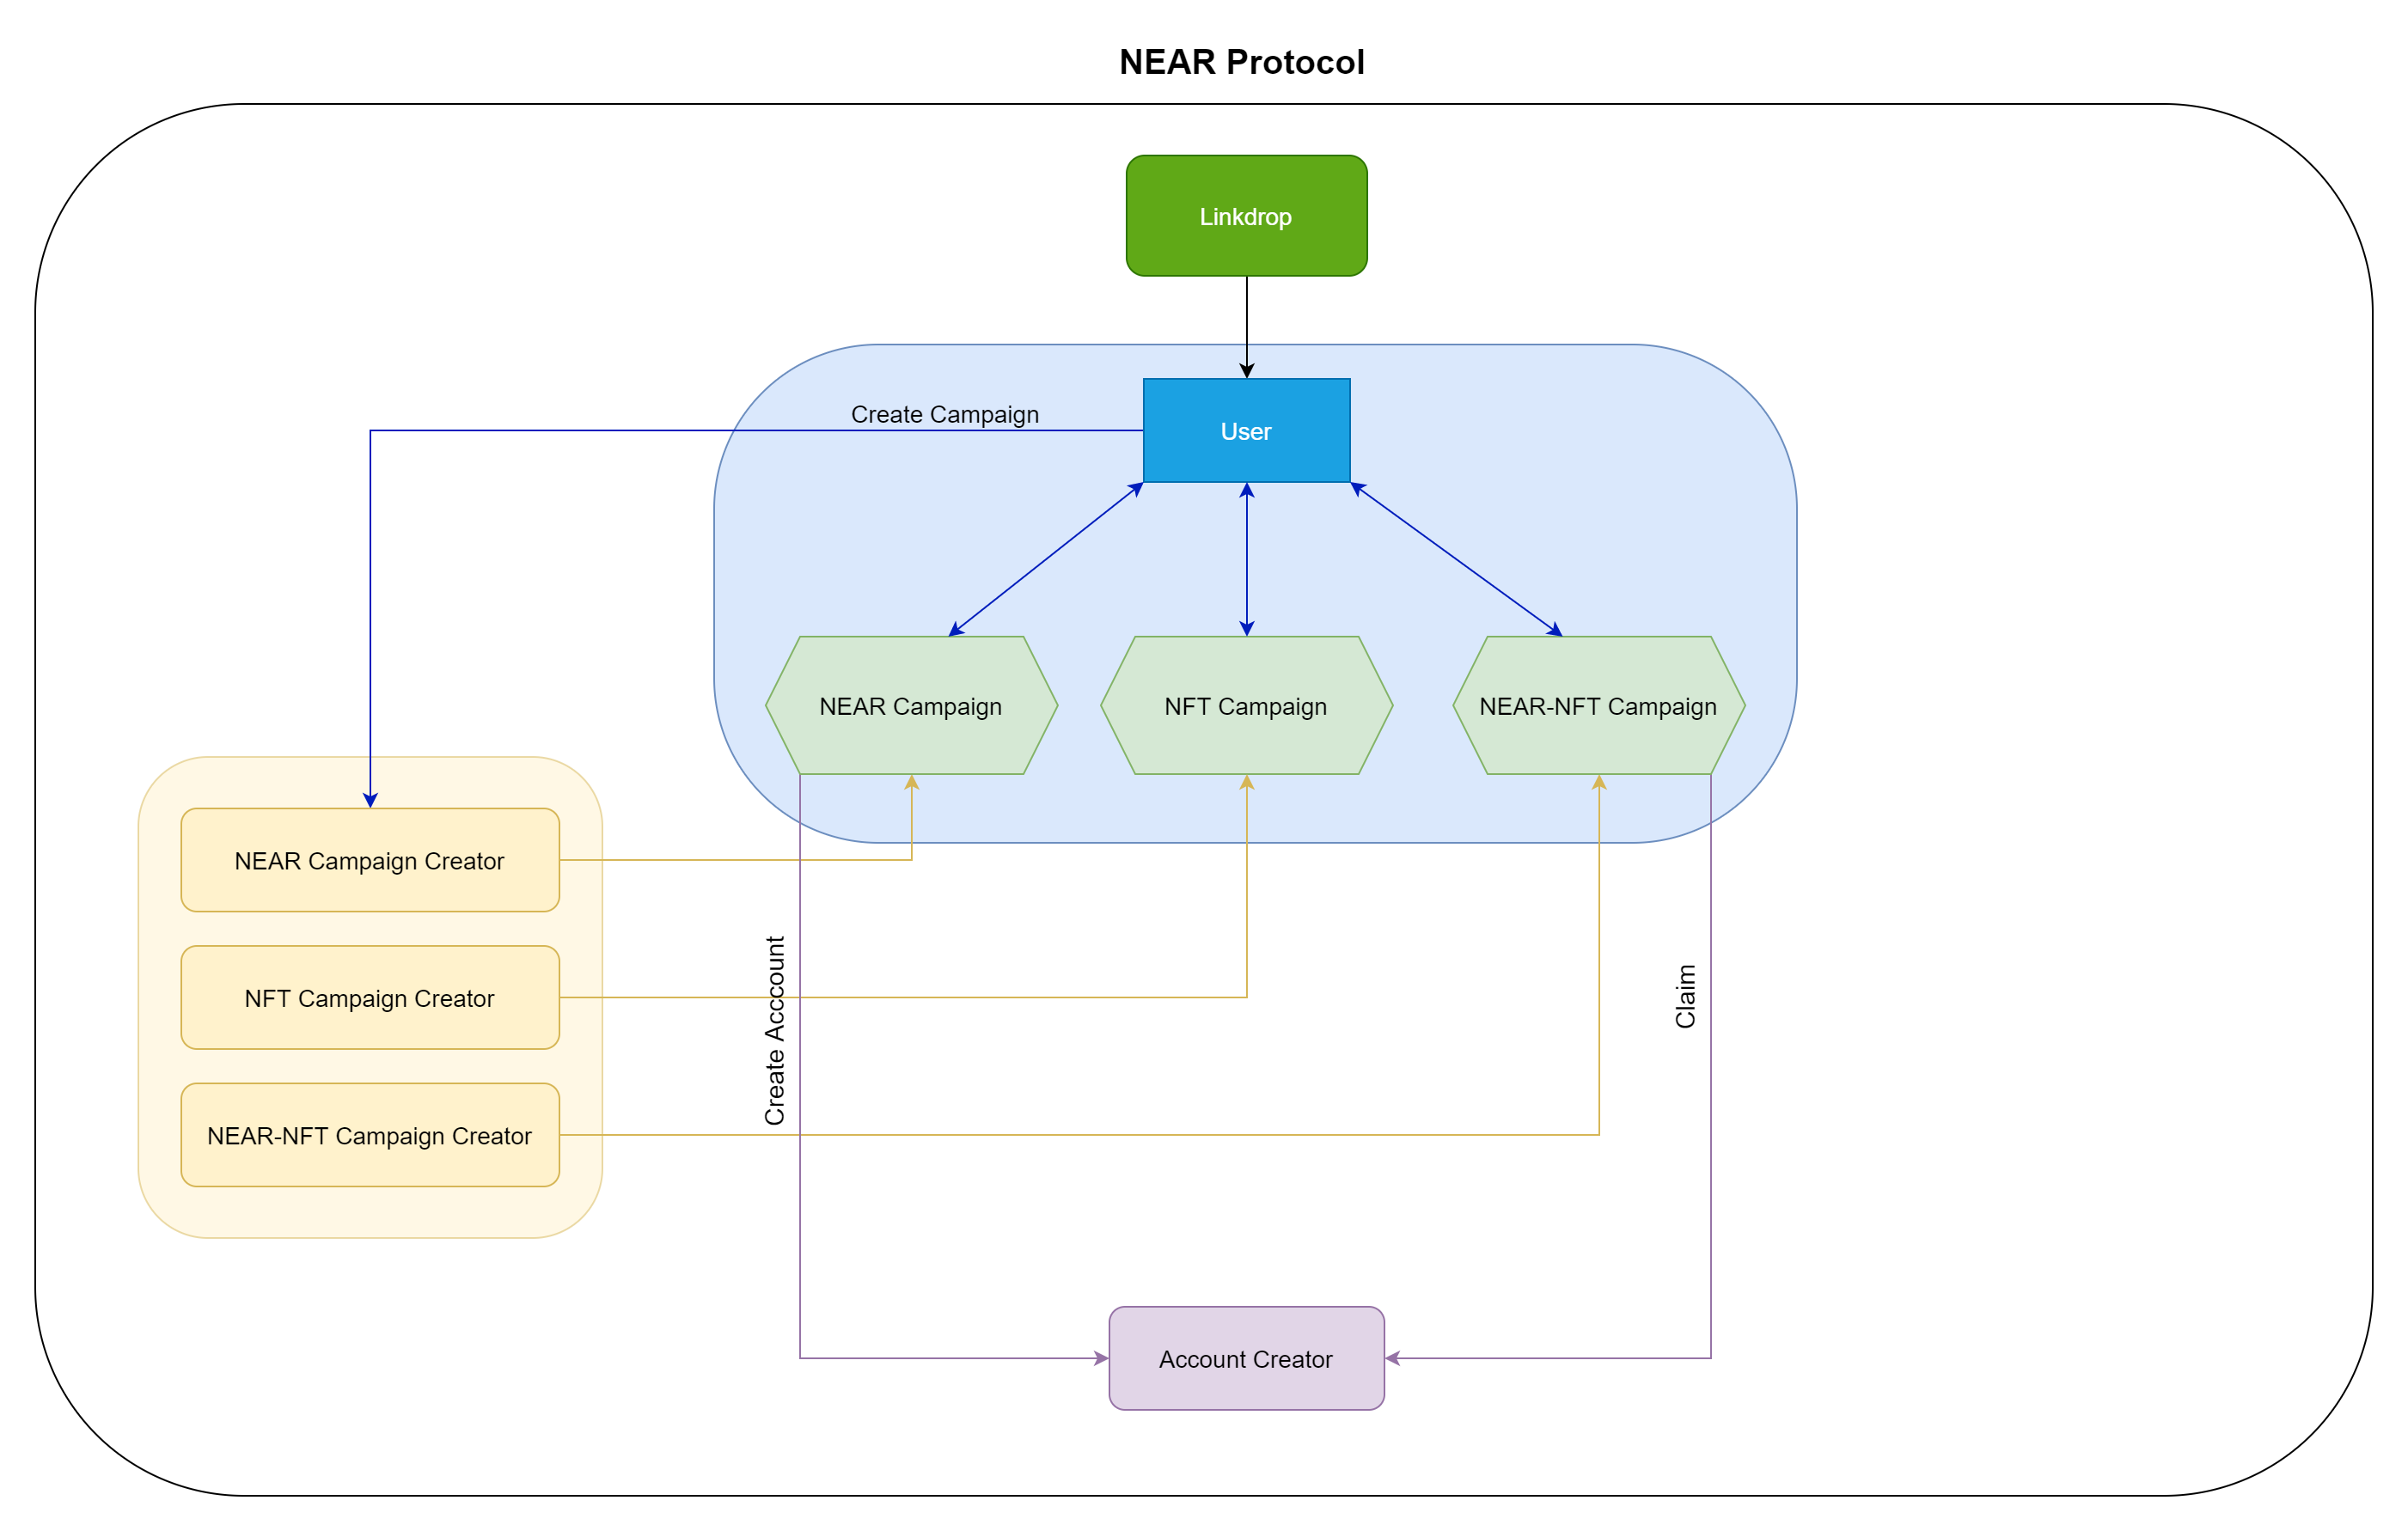 NEAR Protocol
Linkdrop
Create Campaign
User
NEAR Campaign
NFT Campaign
NEAR-NFT Campaign
NEAR Campaign Creator
NFT Campaign Creator
NEAR-NFT Campaign Creator
Create Acccount
Claim
Account Creator